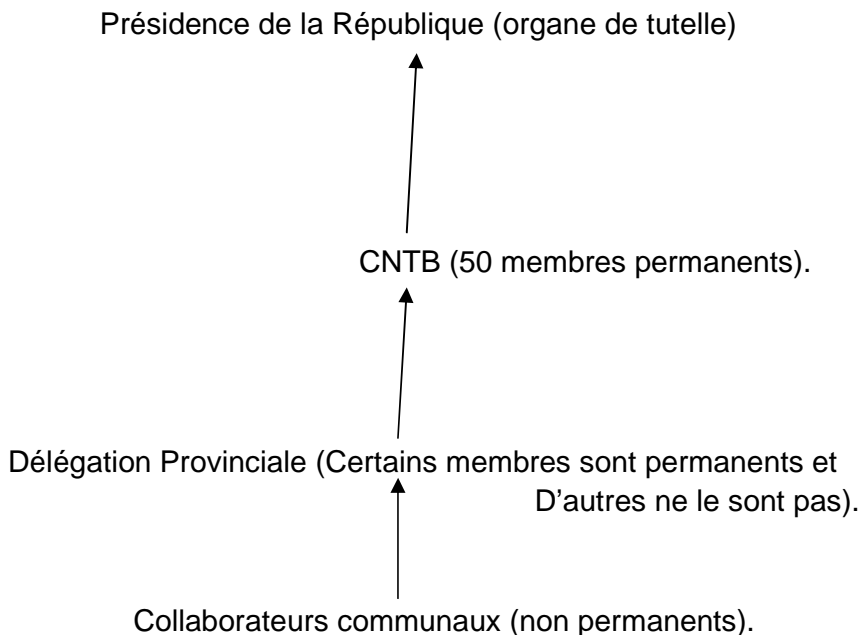 Présidence de la République (organe de tutelle)
CNTB (50 membres permanents).
Délégation Provinciale (Certains membres sont permanents et
D’autres ne le sont pas).
Collaborateurs communaux (non permanents).